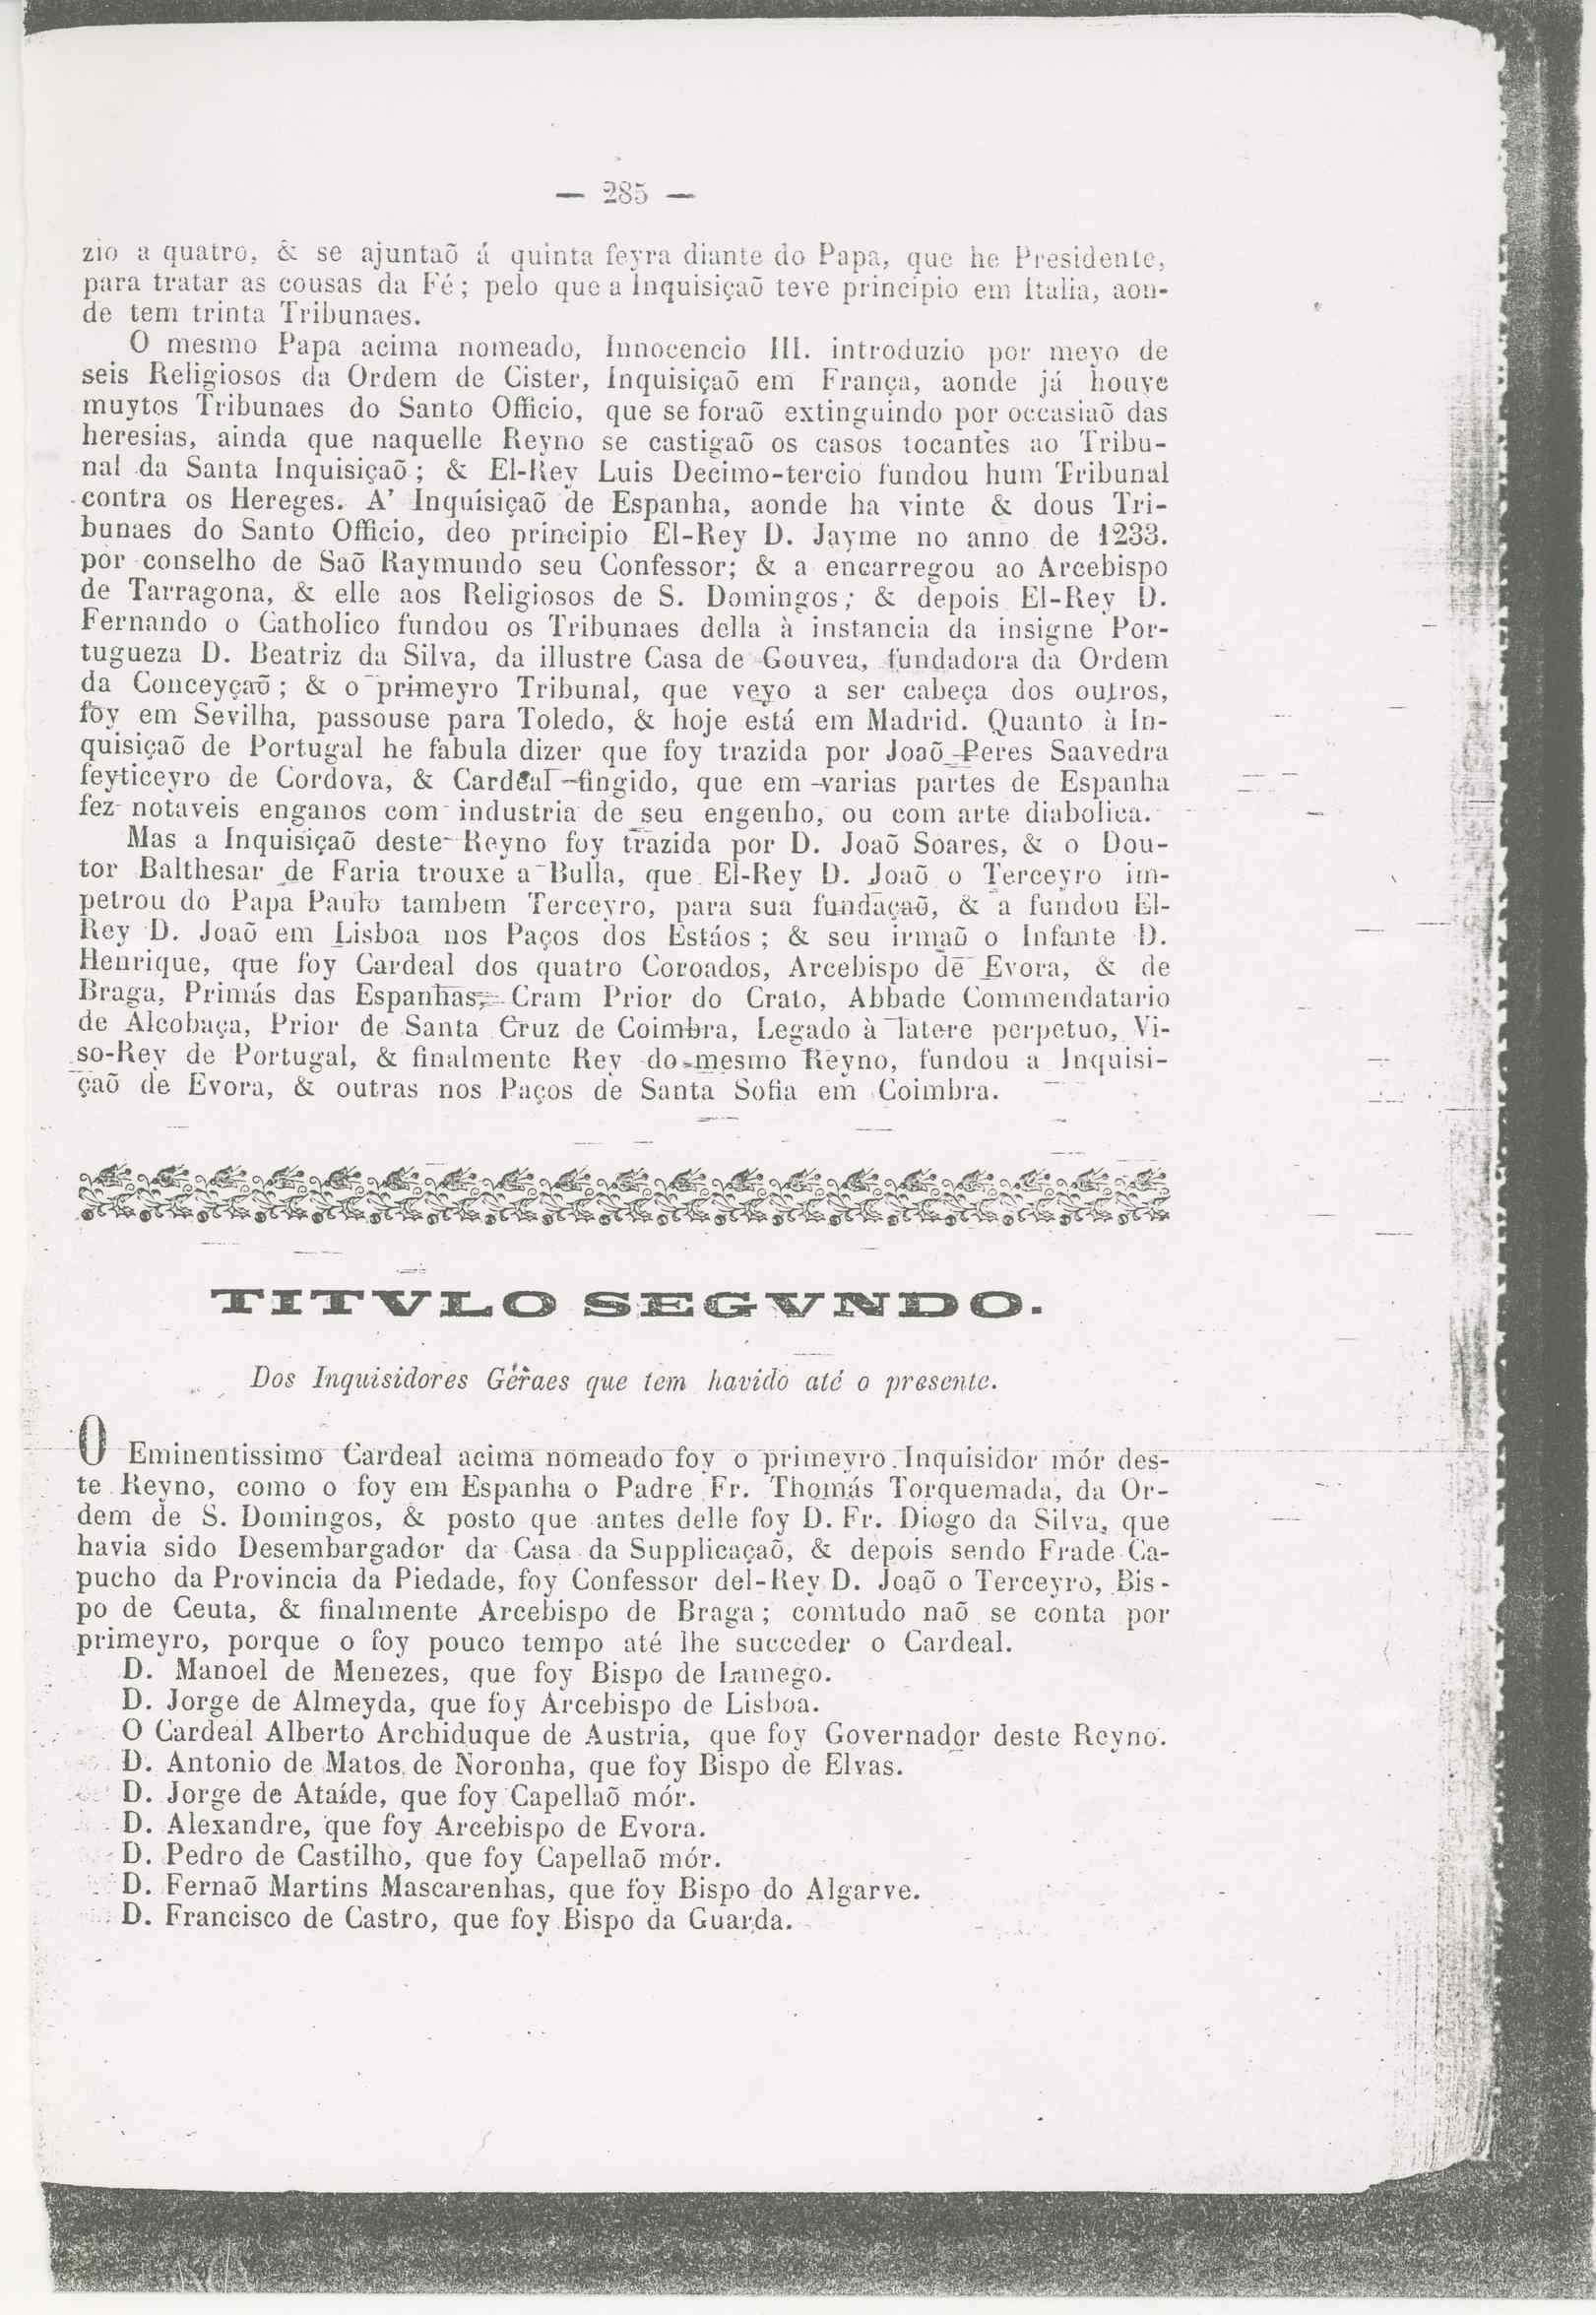 — 285 —
zio a quatro, & se ajuntaõ á quinta feyra diante do Papa, que he Presidente,
para tratar as cousas da Fé; pelo que a Inquisiçaõ teve principio em Italia, aon-
de tem trinta Tribunaes.
O mesmo Papa acima nomeado, Innocencio III. introduzio por meyo de
seis Religiosos da Ordem de Cister, Inquisiçaõ em França, aonde já houve
muytos Tribunaes do Santo Officio, que se foraõ extinguindo por occasiaõ das
heresias, ainda que naquelle Reyno se castigaõ os casos tocantes ao Tribu-
nal da Santa Inquisiçaõ; & El-Rey Luis Decimo-tercio fundou hum Tribunal
contra os Hereges. A' Inquisiçaõ de Espanha, aonde ha vinte & dous Tri-
bunaes do Santo Officio, deo principio El-Rey D. Jayme no anno de 1233.
por conselho de Saõ Raymundo seu Confessor; & a encarregou ao Arcebispo
de Tarragona, & elle aos Religiosos de S. Domingos; & depois El-Rey D.
Fernando o Catholico fundou os Tribunaes della à instancia da insigne Por-
tugueza D. Beatriz da Silva, da illustre Casa de Gouvea, fundadora da Ordem
da Conceyçaõ; & o primeyro Tribunal, que veyo a ser cabeça dos outros,
foy em Sevilha, passouse para Toledo, & hoje está em Madrid. Quanto à In-
quisiçaõ de Portugal he fabula dizer que foy trazida por Joaõ Peres Saavedra
feyticeyro de Cordova, & Cardeal fingido, que em varias partes de Espanha
fez notaveis enganos com industria de seu engenho, ou com arte diabolica.
Mas a Inquisiçaõ deste Reyno foy trazida por D. Joaõ Soares, & o Dou-
tor Balthesar de Faria trouxe a Bulla, que El-Rey D. Joaõ o Terceyro im-
petrou do Papa Paulo tambem Terceyro, para sua fundaçaõ, & a fundou El-
Rey D. Joaõ em Lisboa nos Paços dos Estáos; & seu irmaõ o Infante D.
Henrique, que foy Cardeal dos quatro Coroados, Arcebispo de Evora, & de
Braga, Primás das Espanhas, Cram Prior do Crato, Abbade Commendatario
de Alcobaça, Prior de Santa Cruz de Coimbra, Legado à latere perpetuo, Vi-
so-Rey de Portugal, & finalmente Rey do mesmo Reyno, fundou a Inquisi-
çaõ de Evora, & outras nos Paços de Santa Sofia em Coimbra.
TITVLO SEGVNDO.
Dos Inquisidores Géraes que tem havido até o presente.
O Eminentissimo Cardeal acima nomeado foy o primeyro Inquisidor mór des-
te Reyno, como o foy em Espanha o Padre Fr. Thomás Torquemada, da Or-
dem de S. Domingos, & posto que antes delle foy D. Fr. Diogo da Silva, que
havia sido Desembargador da Casa da Supplicaçaõ, & depois sendo Frade Ca-
pucho da Provincia da Piedade, foy Confessor del-Rey D. Joaõ o Terceyro, Bis-
po de Ceuta, & finalmente Arcebispo de Braga; comtudo naõ se conta por
primeyro, porque o foy pouco tempo até lhe succeder o Cardeal.
D. Manoel de Menezes, que foy Bispo de Lamego.
D. Jorge de Almeyda, que foy Arcebispo de Lisboa.
O Cardeal Alberto Archiduque de Austria, que foy Governador deste Reyno.
D. Antonio de Matos de Noronha, que foy Bispo de Elvas.
D. Jorge de Ataíde, que foy Capellaõ mór.
D. Alexandre, que foy Arcebispo de Evora.
D. Pedro de Castilho, que foy Capellaõ mór.
D. Fernaõ Martins Mascarenhas, que foy Bispo do Algarve.
D. Francisco de Castro, que foy Bispo da Guarda.